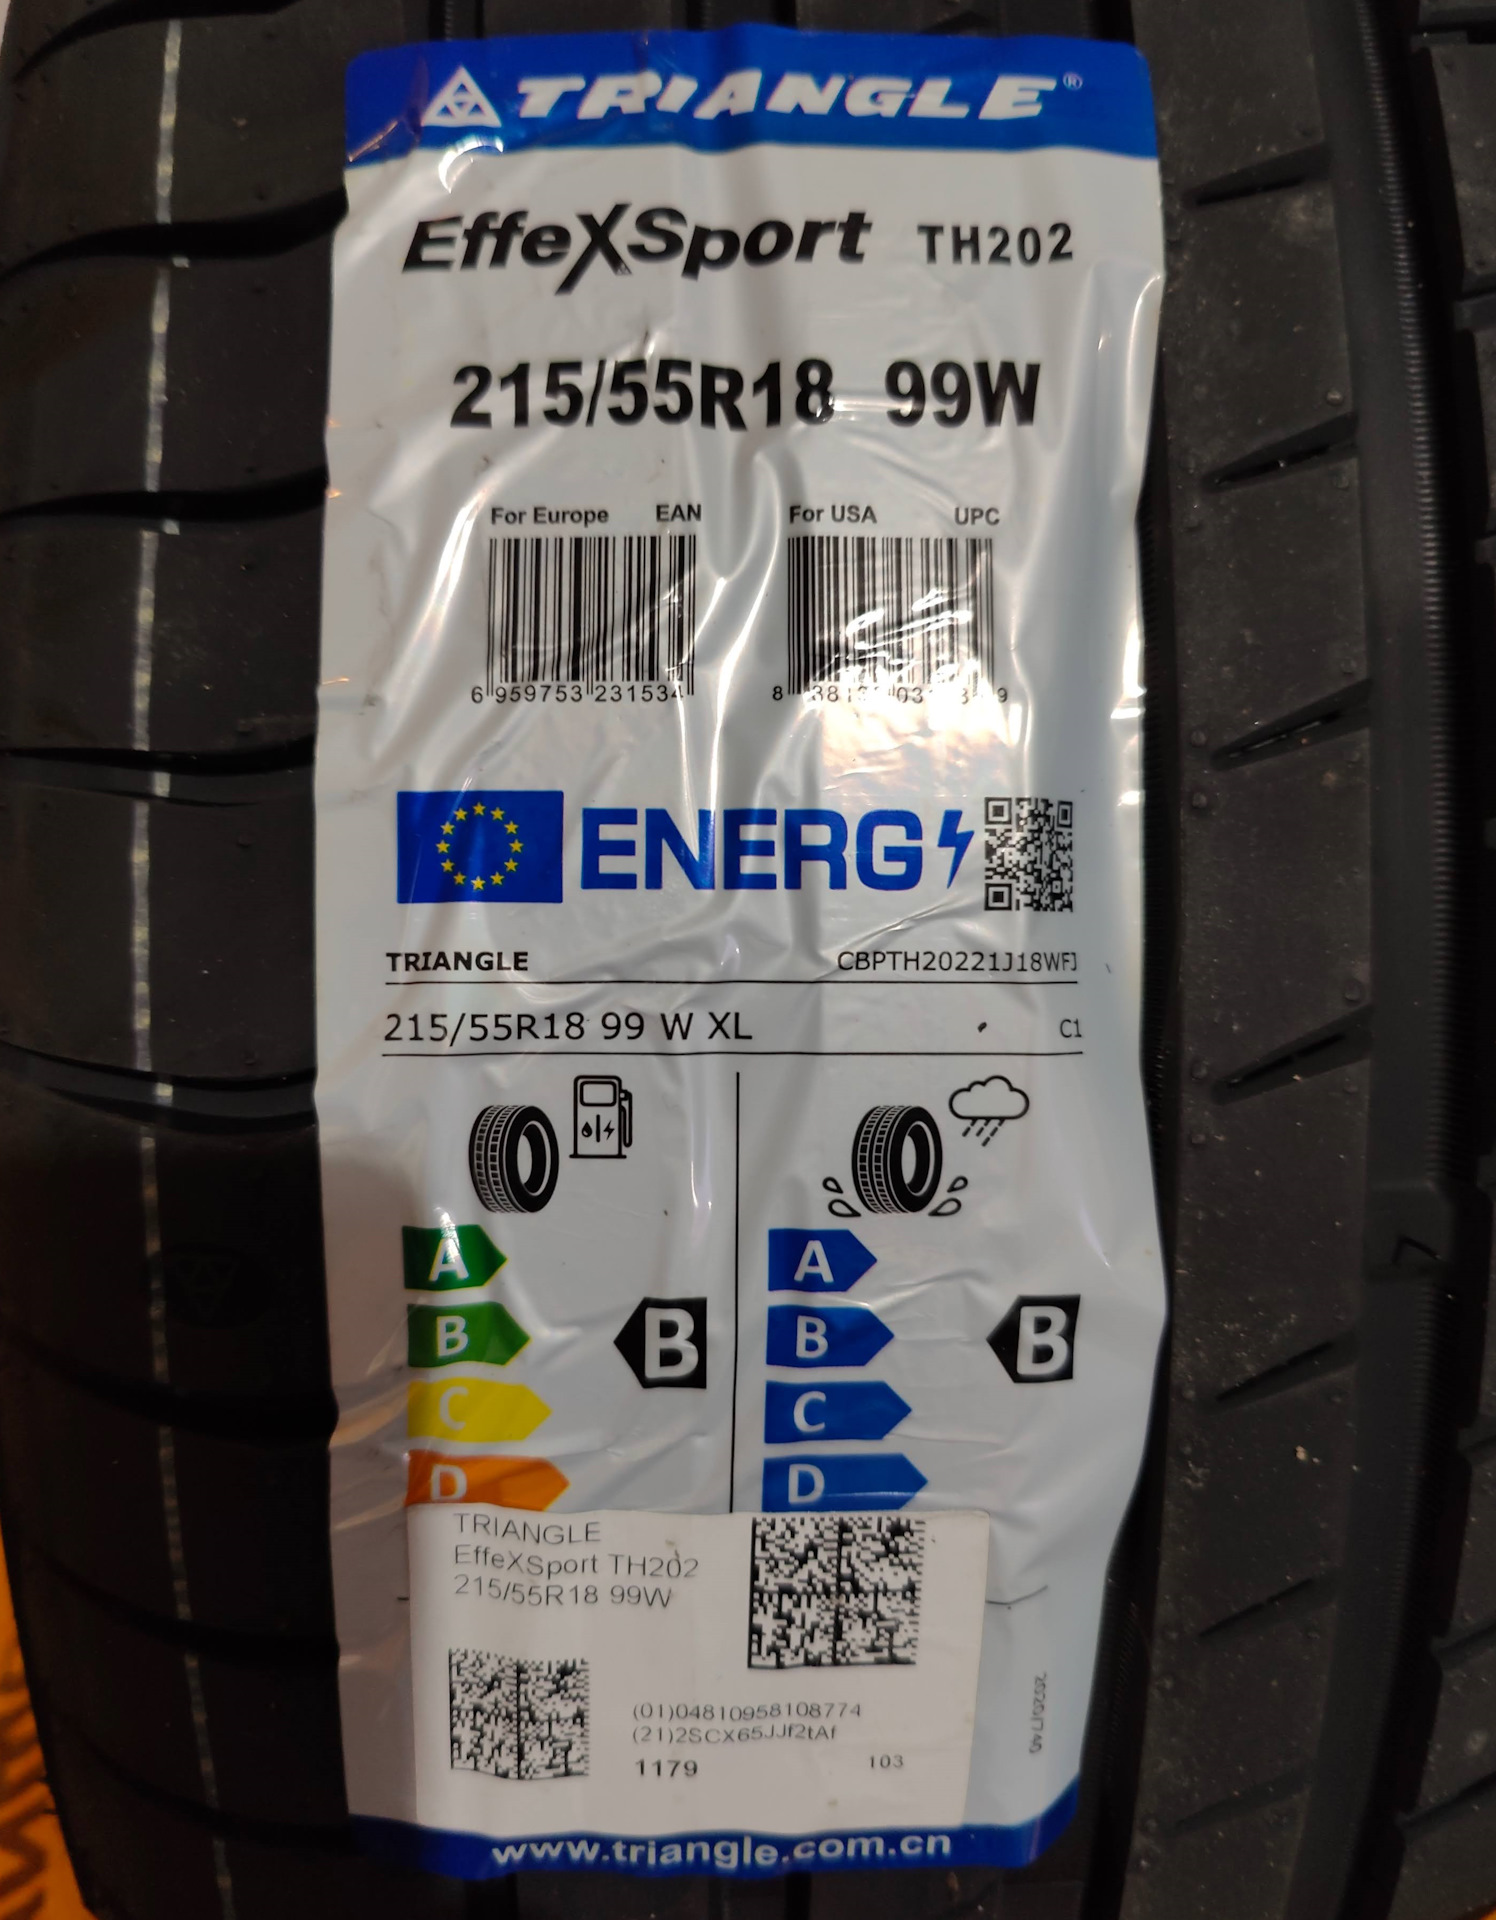 TRIANGLE®
EffeXSport TH202
215/55R18 99W
For Europe EAN For USA UPC
6 959753 231534
ENERG
TRIANGLE CBPTH20221J18WFJ
215/55R18 99 W XL C1
A A
B B B B
C C
D D
TRIANGLE
EffeXSport TH202
215/55R18 99W
(01)04810958108774
(21)2SCX65JJf2tAf
1179 103
2020/740
www.triangle.com.cn